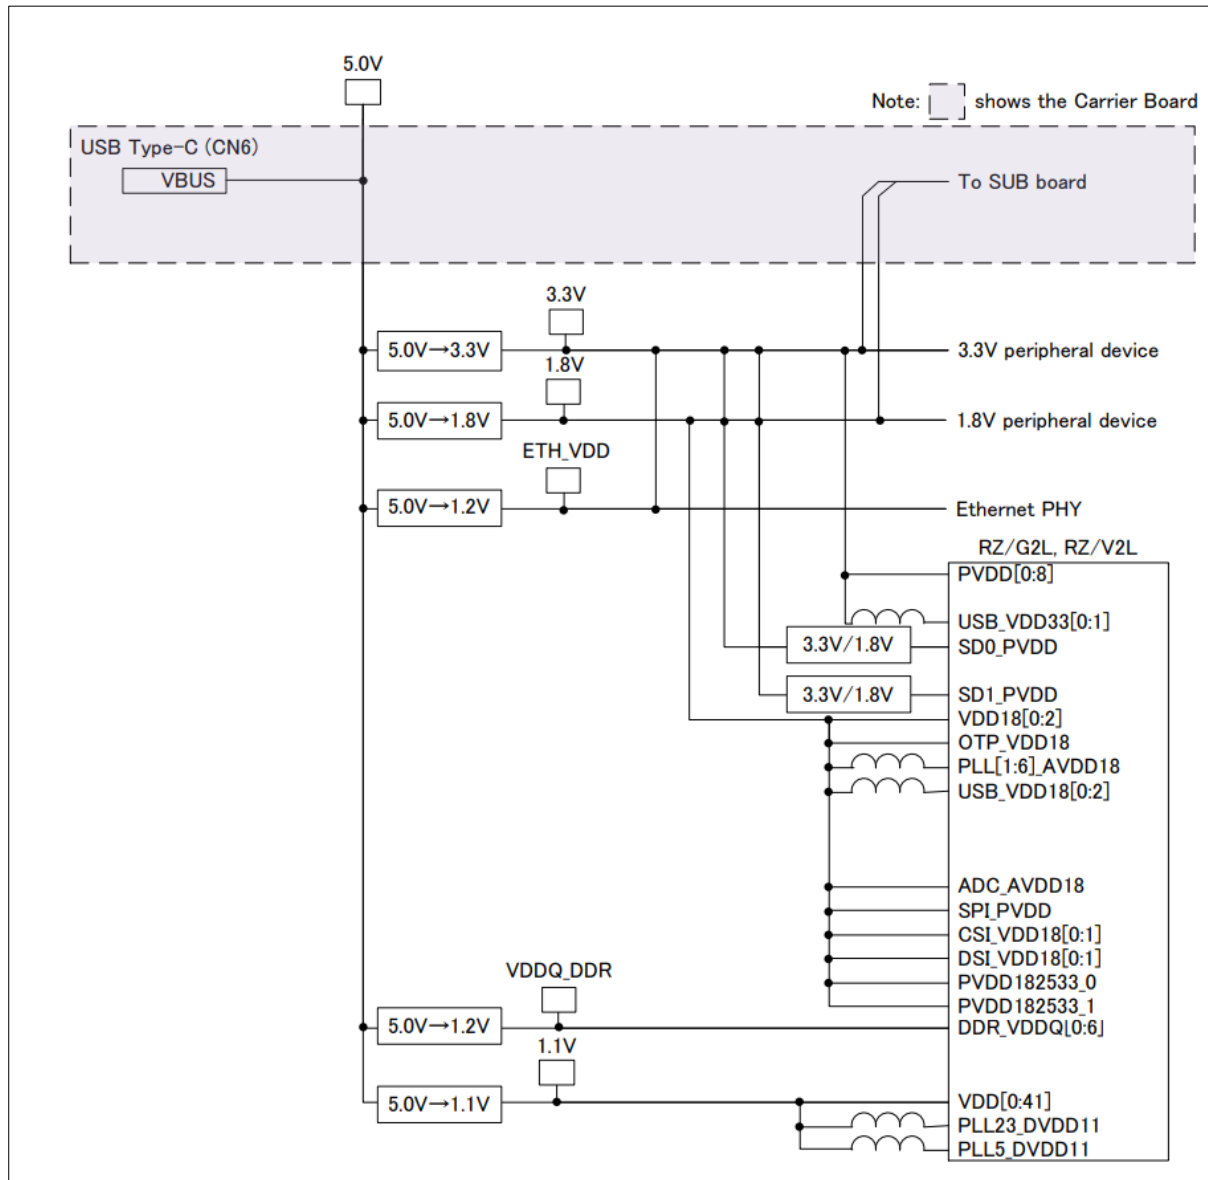 5.0V
Note: shows the Carrier Board
USB Type-C (CN6)
VBUS
To SUB board
3.3V
5.0V→3.3V
3.3V peripheral device
1.8V
5.0V→1.8V
1.8V peripheral device
ETH_VDD
5.0V→1.2V
Ethernet PHY
RZ/G2L, RZ/V2L
PVDD[0:8]
USB_VDD33[0:1]
3.3V/1.8V
SD0_PVDD
3.3V/1.8V
SD1_PVDD
VDD18[0:2]
OTP_VDD18
PLL[1:6]_AVDD18
USB_VDD18[0:2]
ADC_AVDD18
SPI_PVDD
CSI_VDD18[0:1]
DSI_VDD18[0:1]
VDDQ_DDR
PVDD182533_0
PVDD182533_1
5.0V→1.2V
DDR_VDDQ[0:6]
1.1V
5.0V→1.1V
VDD[0:41]
PLL23_DVDD11
PLL5_DVDD11